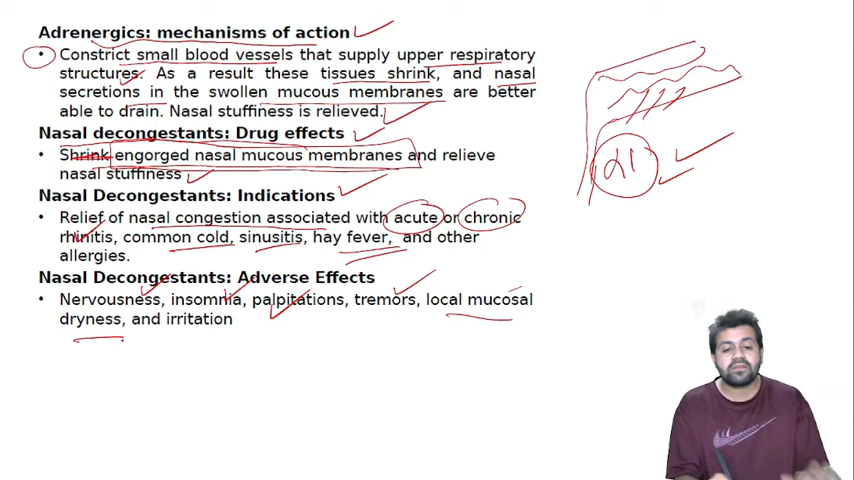 Adrenergics: mechanisms of action
• Constrict small blood vessels that supply upper respiratory
structures. As a result these tissues shrink, and nasal
secretions in the swollen mucous membranes are better
able to drain. Nasal stuffiness is relieved.
Nasal decongestants: Drug effects
• Shrink engorged nasal mucous membranes and relieve
nasal stuffiness
Nasal Decongestants: Indications
• Relief of nasal congestion associated with acute or chronic
rhinitis, common cold, sinusitis, hay fever, and other
allergies.
Nasal Decongestants: Adverse Effects
• Nervousness, insomnia, palpitations, tremors, local mucosal
dryness, and irritation
α1